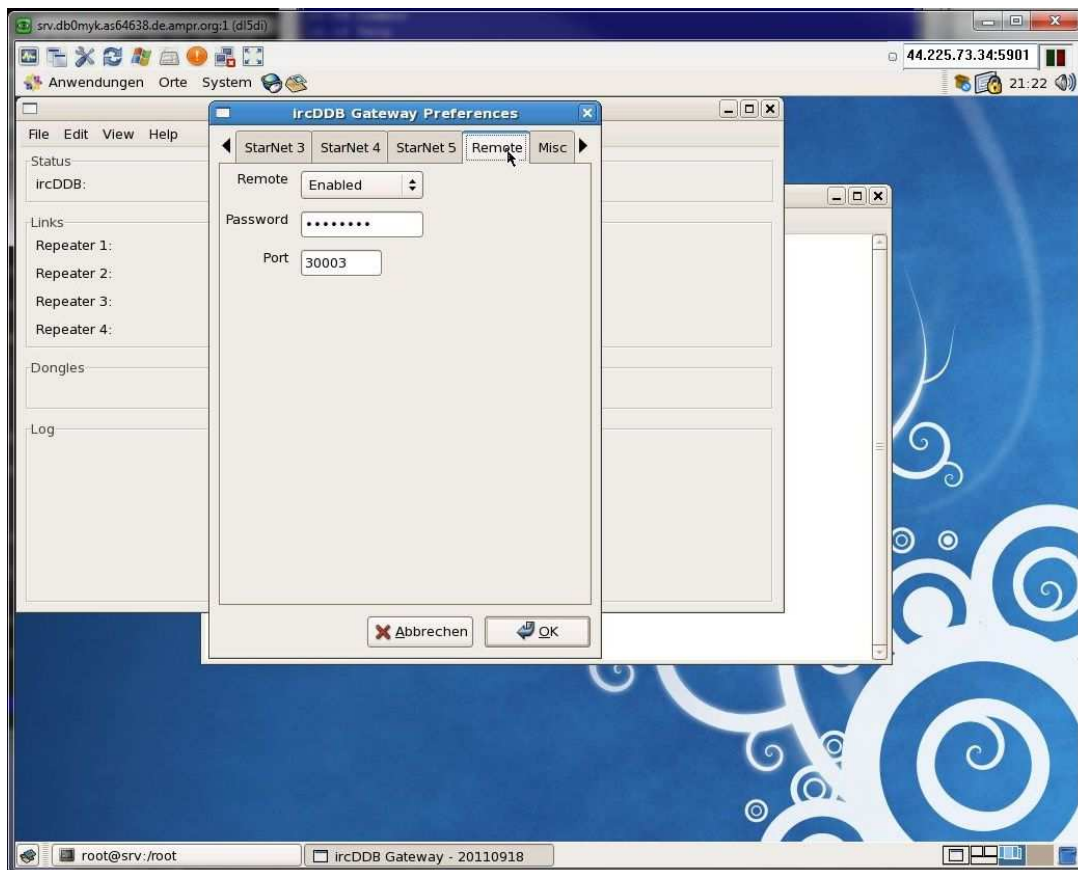 srv.db0myk.as64638.de.ampr.org:1 (dl5di)
44.225.73.34:5901
Anwendungen Orte System
21:22
ircDDB Gateway Preferences
File Edit View Help
StarNet 3 StarNet 4 StarNet 5 Remote Misc
Status
ircDDB:
Remote Enabled
Links
Password ••••••••
Repeater 1:
Port 30003
Repeater 2:
Repeater 3:
Repeater 4:
Dongles
Log
Abbrechen OK
root@srv:/root
ircDDB Gateway - 20110918